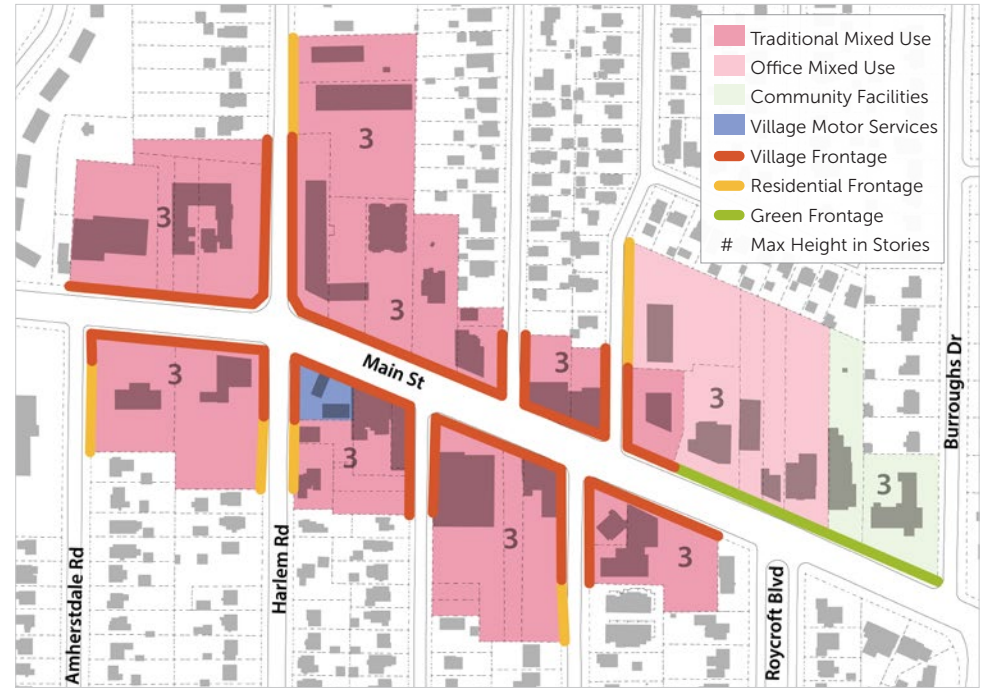 Traditional Mixed Use
Office Mixed Use
Community Facilities
Village Motor Services
Village Frontage
Residential Frontage
Green Frontage
# Max Height in Stories
3
3
3
Main St
3
3
3
3
3
3
3
Amherstdale Rd
Harlem Rd
Roycroft Blvd
Burroughs Dr